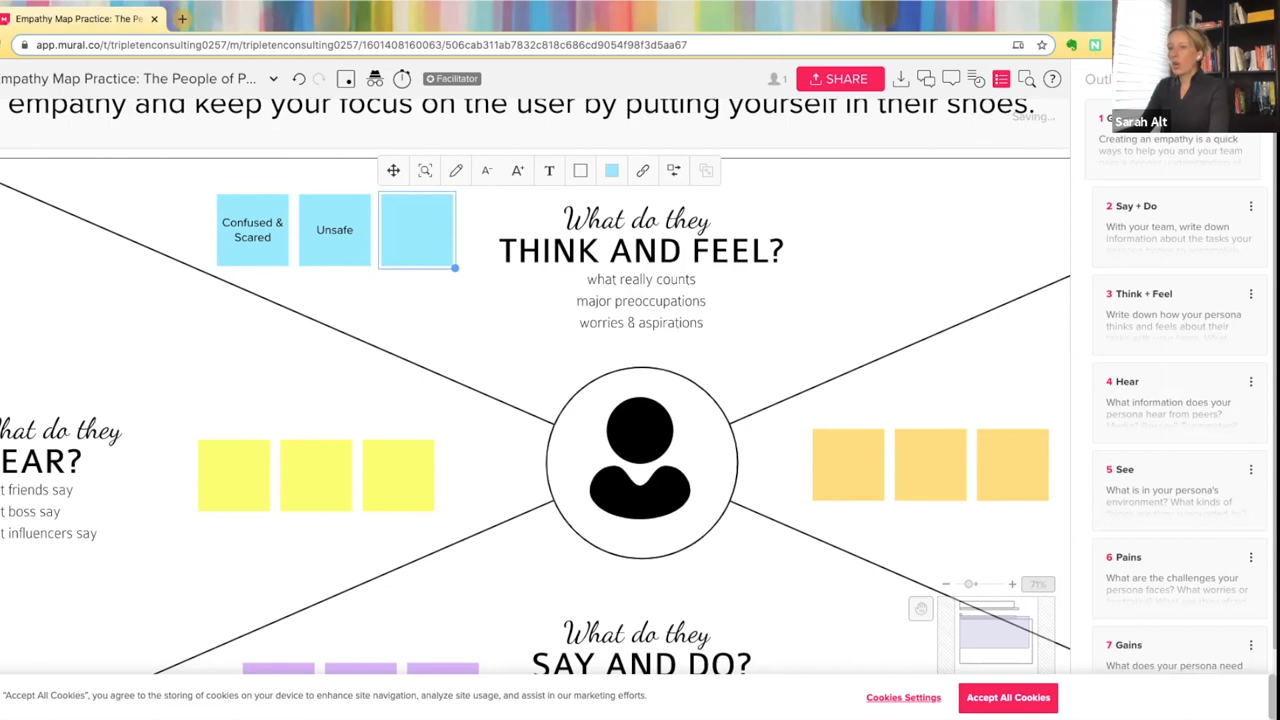 Empathy Map Practice: The Pe
app.mural.co/t/tripletenconsulting0257/m/tripletenconsulting0257/1601408160063/506cab311ab7832c818c686cd9054f98f3d5aa67
Empathy Map Practice: The People of P...
Facilitator
1
SHARE
?
Outl
empathy and keep your focus on the user by putting yourself in their shoes.
Saving...
Sarah Alt
1 G
Creating an empathy is a quick
ways to help you and your team
A-
A+
T
Confused &
Scared
Unsafe
What do they
THINK AND FEEL?
what really counts
major preoccupations
worries & aspirations
2 Say + Do
With your team, write down
information about the tasks your
3 Think + Feel
Write down how your persona
thinks and feels about their
4 Hear
What information does your
persona hear from peers?
5 See
What is in your persona's
environment? What kinds of
6 Pains
What are the challenges your
persona faces? What worries or
7 Gains
What does your persona need
hat do they
EAR?
t friends say
t boss say
t influencers say
71%
What do they
SAY AND DO?
"Accept All Cookies", you agree to the storing of cookies on your device to enhance site navigation, analyze site usage, and assist in our marketing efforts.
Cookies Settings
Accept All Cookies